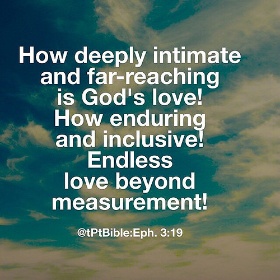 How deeply intimate
and far-reaching
is God's love!
How enduring
and inclusive!
Endless
love beyond
measurement!
@tPtBible:Eph. 3:19